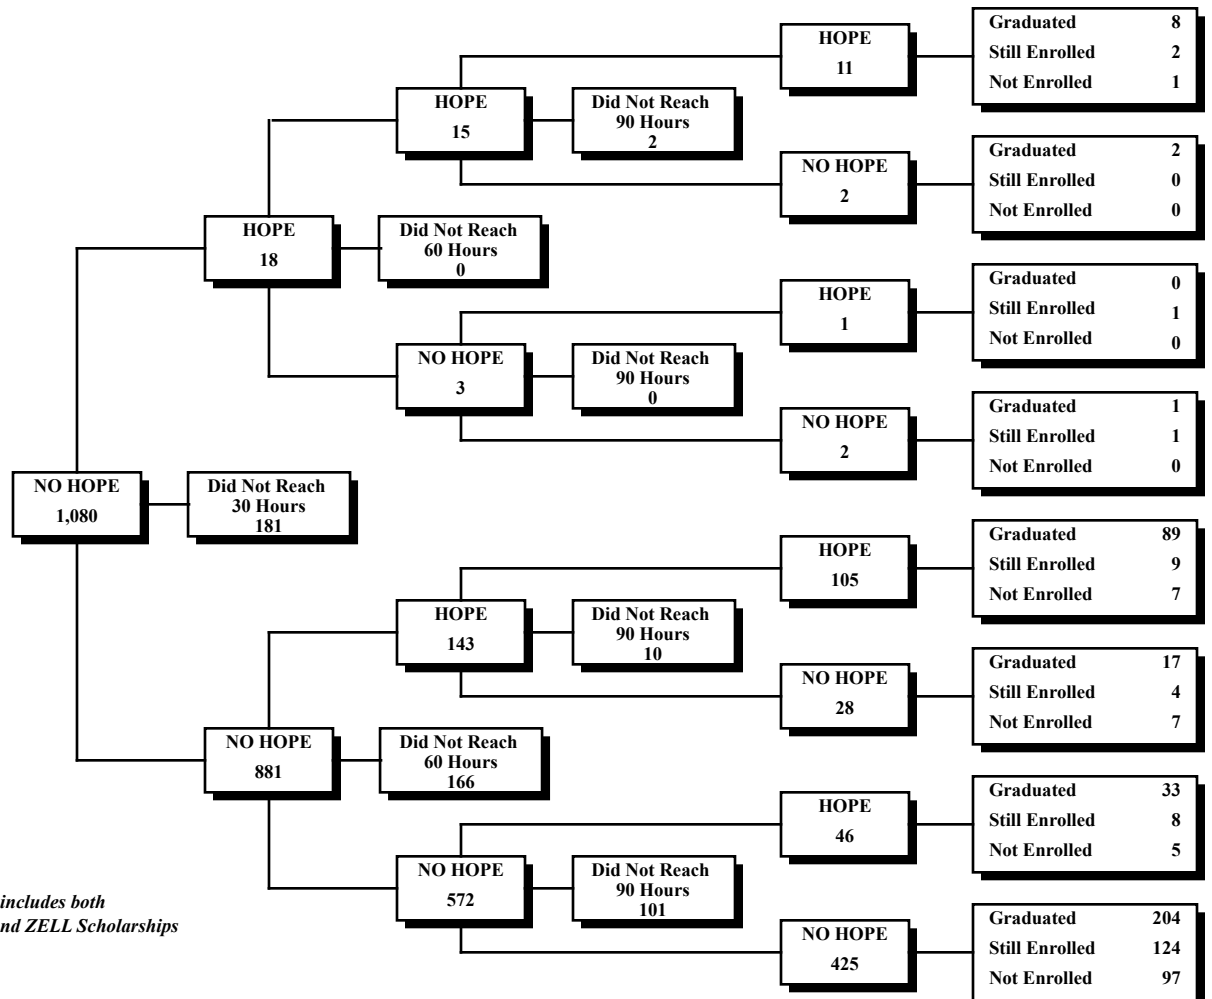 HOPE
11
Graduated 8
Still Enrolled 2
Not Enrolled 1
HOPE
15
Did Not Reach
90 Hours
2
NO HOPE
2
Graduated 2
Still Enrolled 0
Not Enrolled 0
HOPE
18
Did Not Reach
60 Hours
0
HOPE
1
Graduated 0
Still Enrolled 1
Not Enrolled 0
NO HOPE
3
Did Not Reach
90 Hours
0
NO HOPE
2
Graduated 1
Still Enrolled 1
Not Enrolled 0
NO HOPE
1,080
Did Not Reach
30 Hours
181
HOPE
105
Graduated 89
Still Enrolled 9
Not Enrolled 7
HOPE
143
Did Not Reach
90 Hours
10
NO HOPE
28
Graduated 17
Still Enrolled 4
Not Enrolled 7
NO HOPE
881
Did Not Reach
60 Hours
166
HOPE
46
Graduated 33
Still Enrolled 8
Not Enrolled 5
NO HOPE
572
Did Not Reach
90 Hours
101
NO HOPE
425
Graduated 204
Still Enrolled 124
Not Enrolled 97
includes both
nd ZELL Scholarships